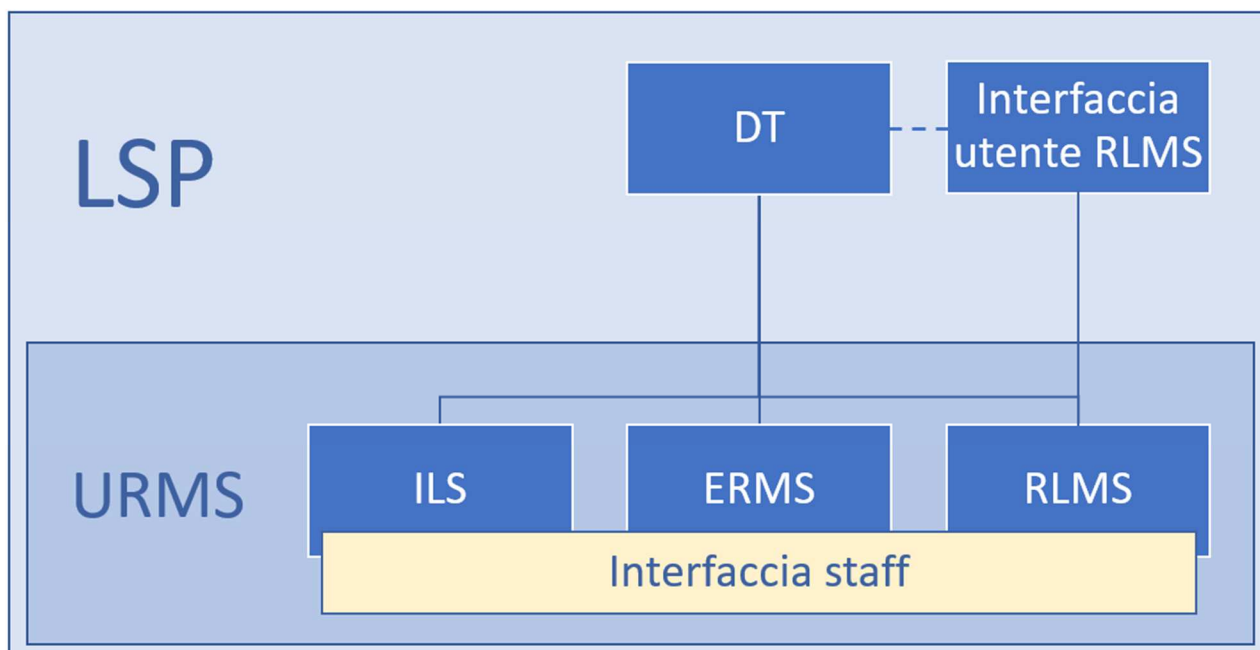 LSP
DT
Interfaccia
utente RLMS
URMS
ILS
ERMS
RLMS
Interfaccia staff